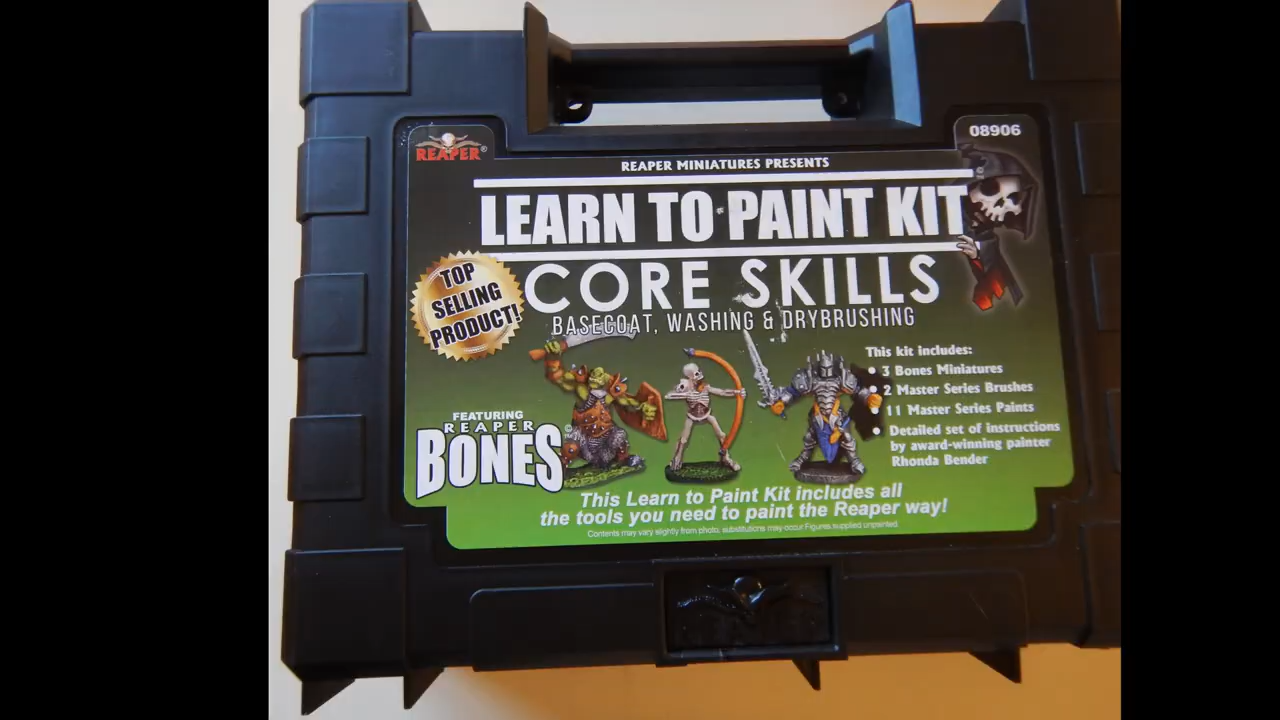 08906
REAPER®
REAPER MINIATURES PRESENTS
LEARN TO PAINT KIT
CORE SKILLS
BASECOAT, WASHING & DRYBRUSHING
TOP
SELLING
PRODUCT!
This kit includes:
• 3 Bones Miniatures
• 2 Master Series Brushes
• 11 Master Series Paints
• Detailed set of instructions
by award-winning painter
Rhonda Bender
FEATURING
REAPER
BONES©
This Learn to Paint Kit includes all
the tools you need to paint the Reaper way!
Contents may vary slightly from photo, substitutions may occur. Figures supplied unpainted.